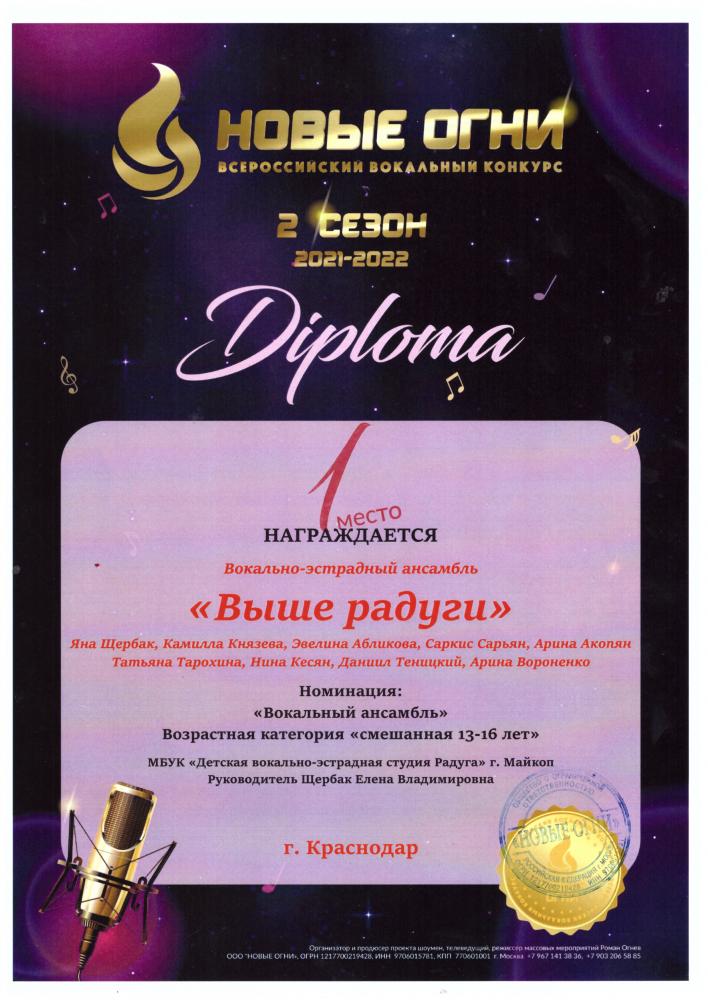 НОВЫЕ ОГНИ
ВСЕРОССИЙСКИЙ ВОКАЛЬНЫЙ КОНКУРС
2 СЕЗОН
2021-2022
Diploma
1 место
НАГРАЖДАЕТСЯ
Вокально-эстрадный ансамбль
«Выше радуги»
Яна Щербак, Камилла Князева, Эвелина Абликова, Саркис Сарьян, Арина Акопян
Татьяна Тарохина, Нина Кесян, Даниил Теницкий, Арина Вороненко
Номинация:
«Вокальный ансамбль»
Возрастная категория «смешанная 13-16 лет»
МБУК «Детская вокально-эстрадная студия Радуга» г. Майкоп
Руководитель Щербак Елена Владимировна
г. Краснодар
ОТВЕТСТВЕННОСТЬЮ
«НОВЫЕ ОГНИ»
РОССИЙСКАЯ ФЕДЕРАЦИЯ
Организатор и продюсер проекта шоумен, телеведущий, режиссер массовых мероприятий Роман Огнев
ООО "НОВЫЕ ОГНИ», ОГРН 1217700219428, ИНН 9706015781, КПП 770601001 г. Москва +7 967 141 38 36, +7 903 206 58 85